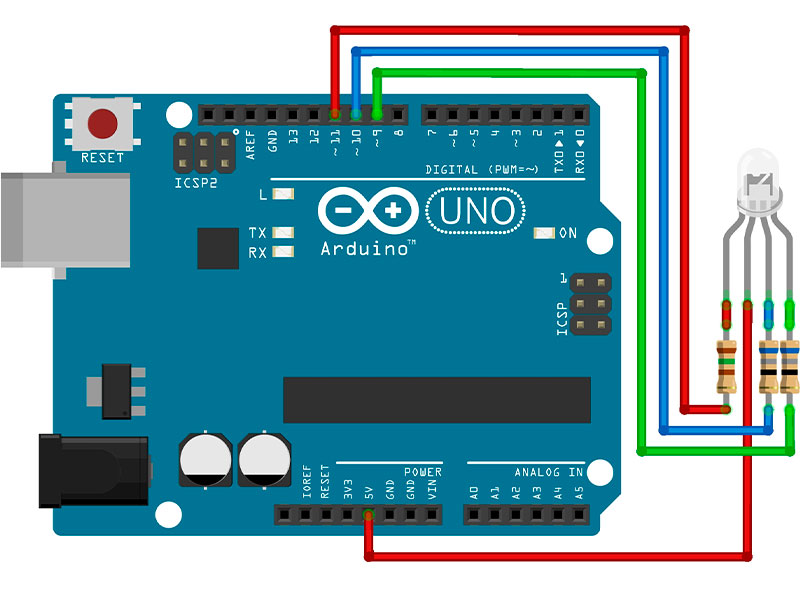 RESET
ICSP2
AREF
GND
13
12
~11
~10
~9
8
7
~6
~5
4
~3
2
TX0▶1
RX0◀0
DIGITAL (PWM=~)
L
TX
RX
UNO
Arduino™
ON
1
ICSP
POWER
ANALOG IN
IOREF
RESET
3V3
5V
GND
GND
VIN
A0
A1
A2
A3
A4
A5